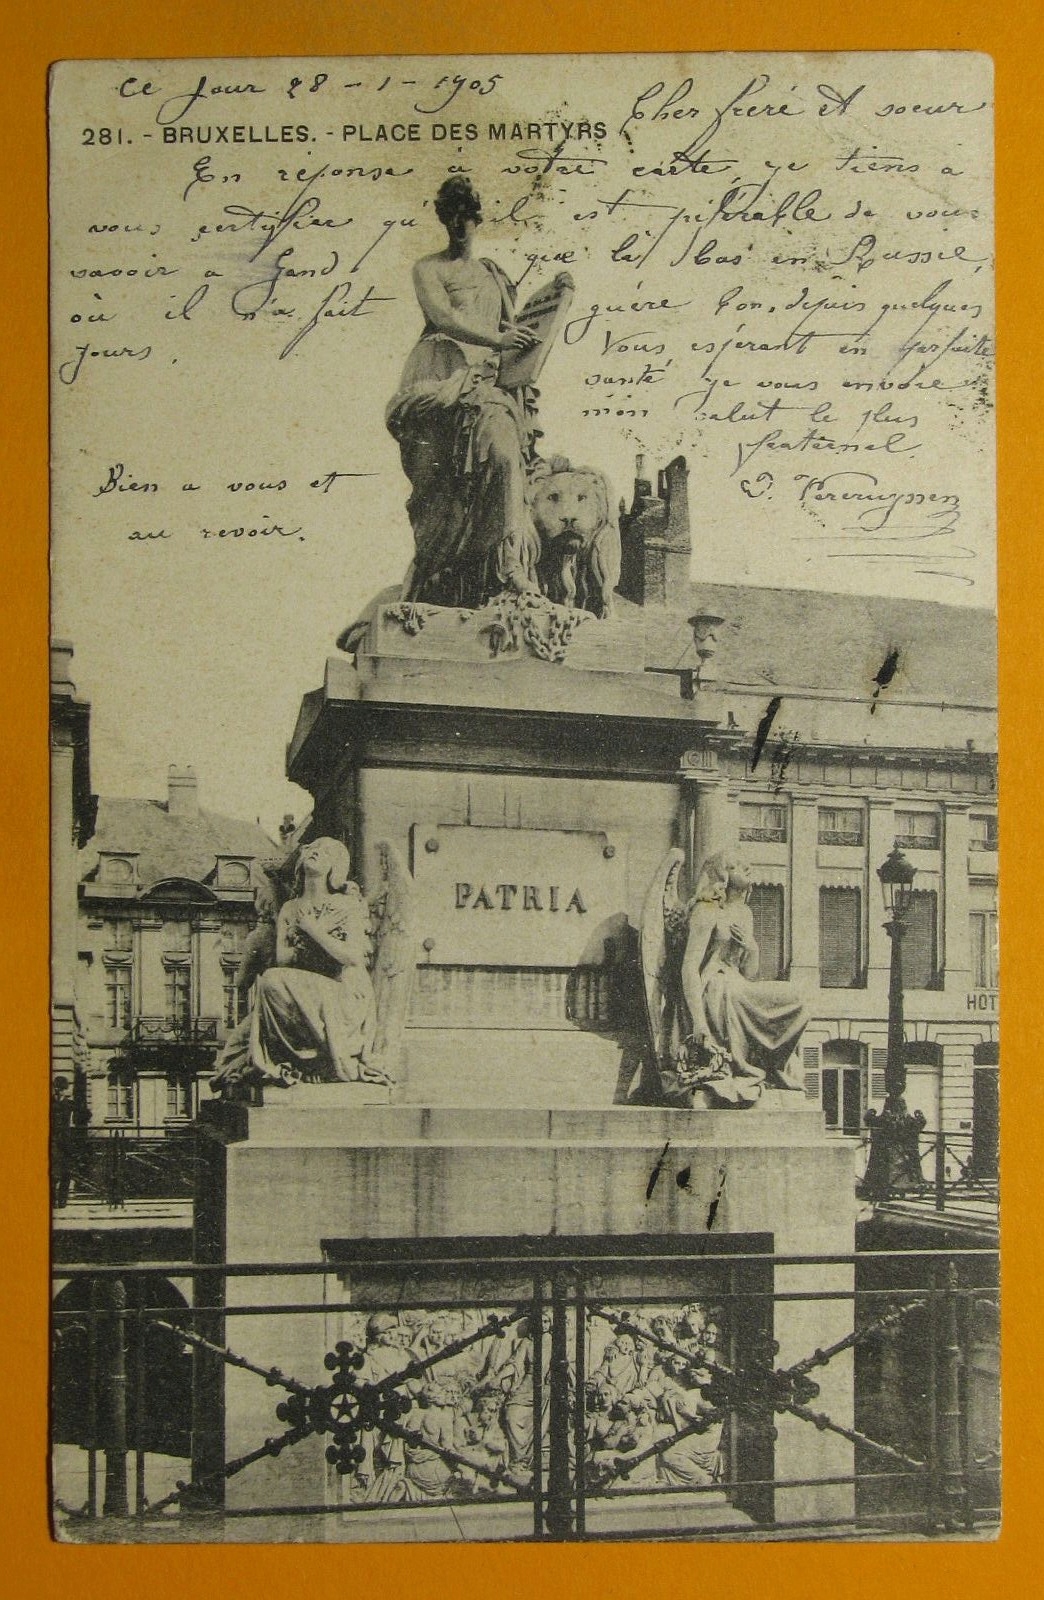 Ce jour 28 - 1 - 1905
281. - BRUXELLES. - PLACE DES MARTYRS
Cher freré et soeur
En réponse à votre carte, je tiens a
vous certifier qu'il est préférable de vous
savoir a Gand que là bas en Russie,
où il n'a fait guére bon, depuis quelques
jours.
Vous espérant en parfaite
santé je vous envoie
mon salut le plus
fraternel.
D. Vercruyssen
Bien a vous et
au revoir.
PATRIA
HOT